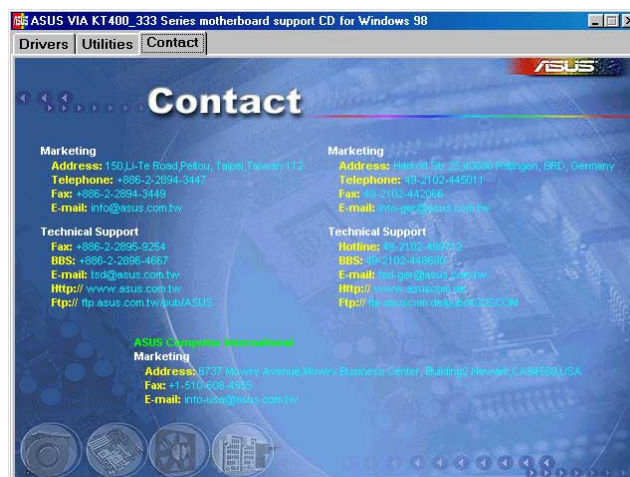 ASUS VIA KT400_333 Series motherboard support CD for Windows 98
Drivers Utilities Contact
ASUS
Contact
Marketing
Address: 150,Li-Te Road,Peitou, Taipei,Taiwan 112
Telephone: +886-2-2894-3447
Fax: +886-2-2894-3449
E-mail: info@asus.com.tw
Technical Support
Fax: +886-2-2895-9254
BBS: +886-2-2896-4667
E-mail: tsd@asus.com.tw
Http:// www.asus.com.tw
Ftp:// ftp.asus.com.tw/pub/ASUS
Marketing
Address: Harkort Str.25,40880 Ratingen, BRD, Germany
Telephone: 49-2102-445011
Fax: 49-2102-442066
E-mail: info-ger@asus.com.tw
Technical Support
Hotline: 49-2102-499712
BBS: 49-2102-448690
E-mail: tsd-ger@asus.com.tw
Http:// www.asuscom.de
Ftp:// ftp.asuscom.de/pub/ASUSCOM
ASUS Computer International
Marketing
Address: 6737 Mowry Avenue,Mowry Business Center, Building2,Newark,CA94560,USA
Fax: +1-510-608-4555
E-mail: info-usa@asus.com.tw